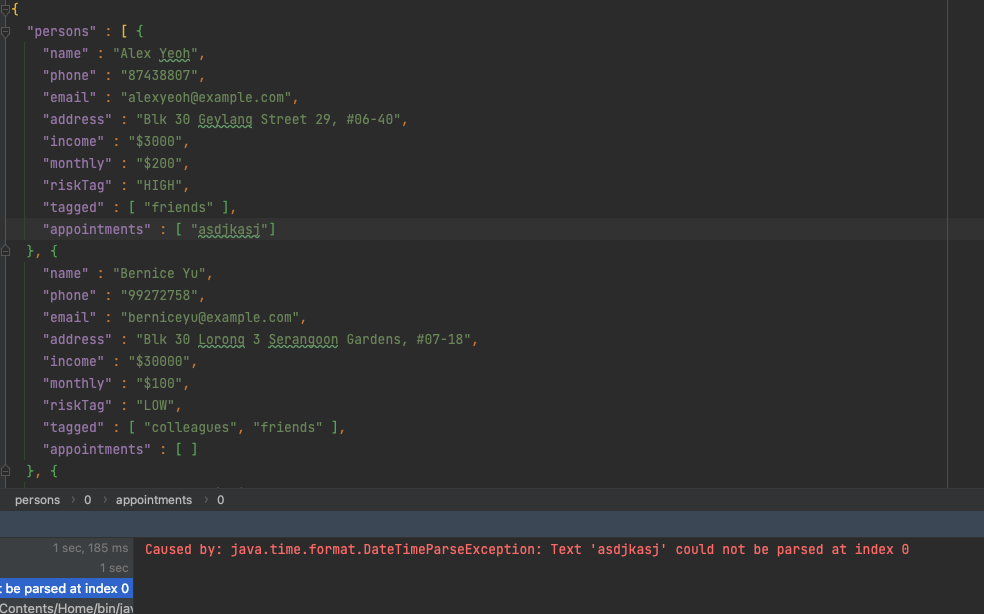 {
"persons" : [ {
"name" : "Alex Yeoh",
"phone" : "87438807",
"email" : "alexyeoh@example.com",
"address" : "Blk 30 Geylang Street 29, #06-40",
"income" : "$3000",
"monthly" : "$200",
"riskTag" : "HIGH",
"tagged" : [ "friends" ],
"appointments" : [ "asdjkasj"]
}, {
"name" : "Bernice Yu",
"phone" : "99272758",
"email" : "berniceyu@example.com",
"address" : "Blk 30 Lorong 3 Serangoon Gardens, #07-18",
"income" : "$30000",
"monthly" : "$100",
"riskTag" : "LOW",
"tagged" : [ "colleagues", "friends" ],
"appointments" : [ ]
}, {
persons › 0 › appointments › 0
1 sec, 185 ms
Caused by: java.time.format.DateTimeParseException: Text 'asdjkasj' could not be parsed at index 0
1 sec
be parsed at index 0
Contents/Home/bin/jav